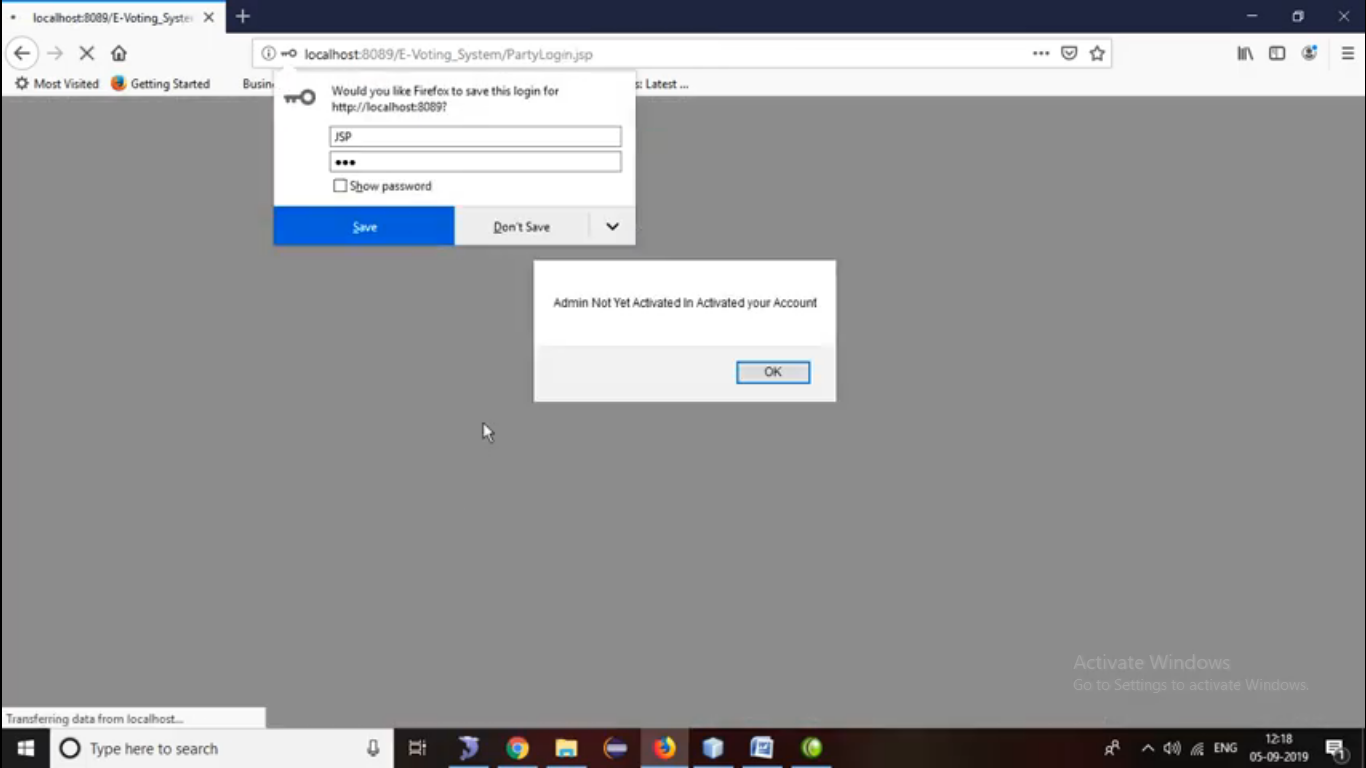 localhost:8089/E-Voting_Syste
localhost:8089/E-Voting_System/PartyLogin.jsp
Most Visited
Getting Started
Busin
s: Latest ...
Would you like Firefox to save this login for
http://localhost:8089?
JSP
Show password
Save
Don't Save
Admin Not Yet Activated In Activated your Account
OK
Activate Windows
Go to Settings to activate Windows.
Transferring data from localhost...
Type here to search
ENG
12:18
05-09-2019
1